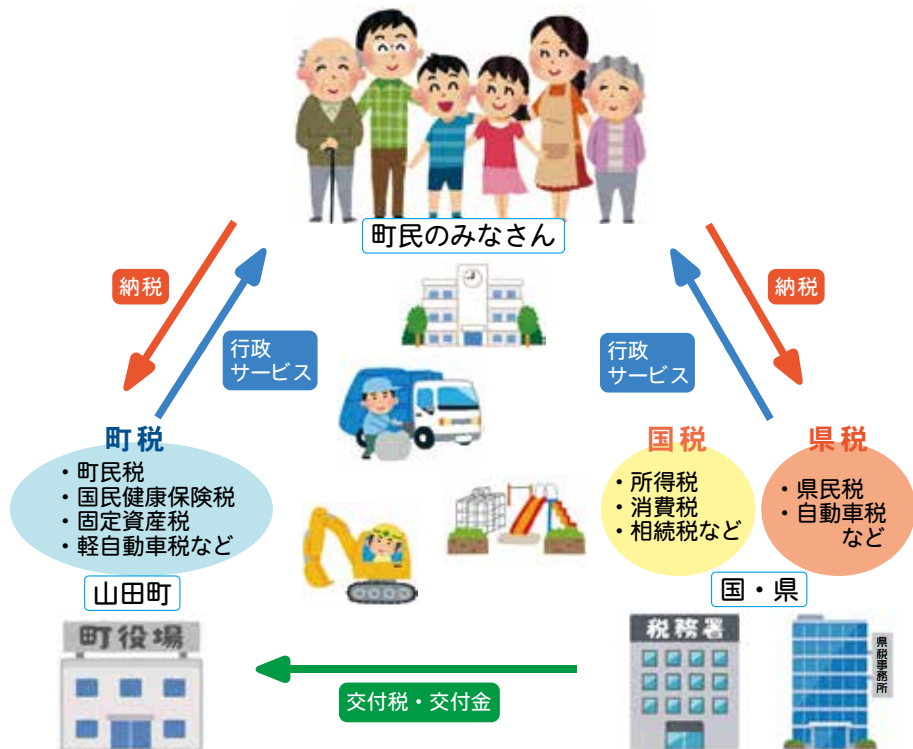 町民のみなさん
納税
納税
行政
サービス
行政
サービス
町税
・町民税
・国民健康保険税
・固定資産税
・軽自動車税など
国税
・所得税
・消費税
・相続税など
県税
・県民税
・自動車税
など
山田町
国・県
町役場
税務署
県税事務所
交付税・交付金